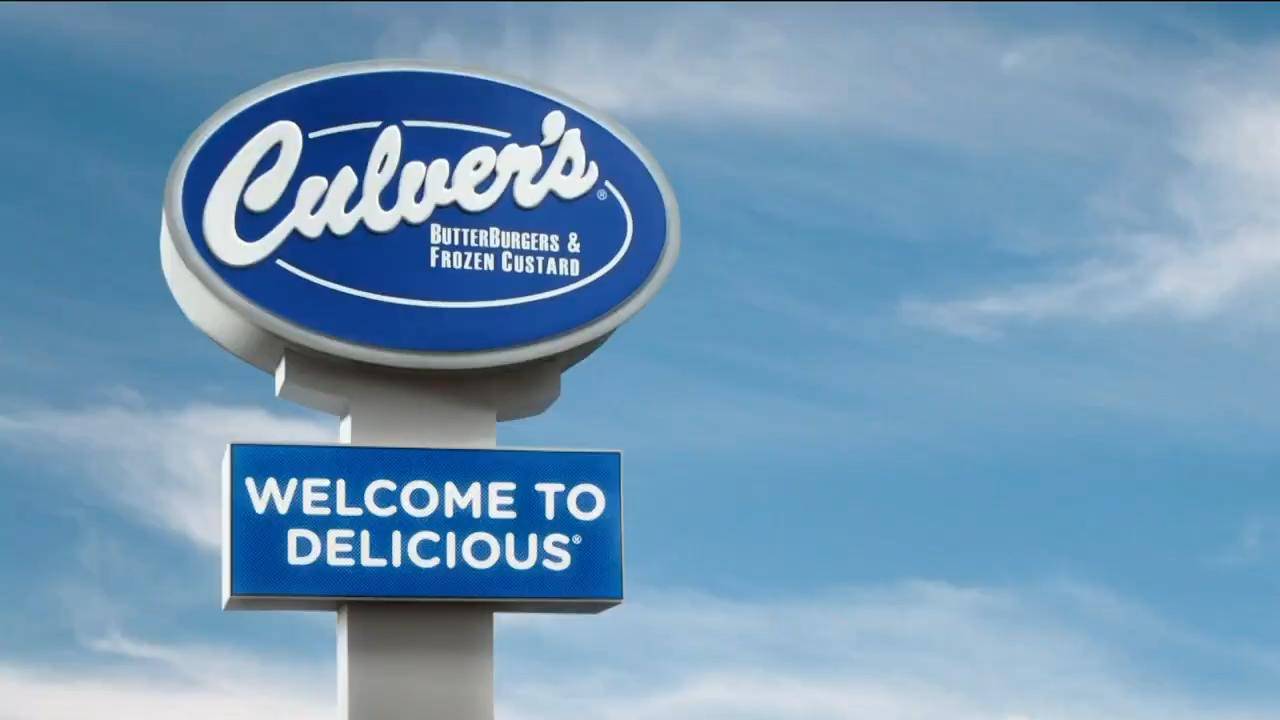 Culver's®
BUTTERBURGERS &
FROZEN CUSTARD
WELCOME TO
DELICIOUS®